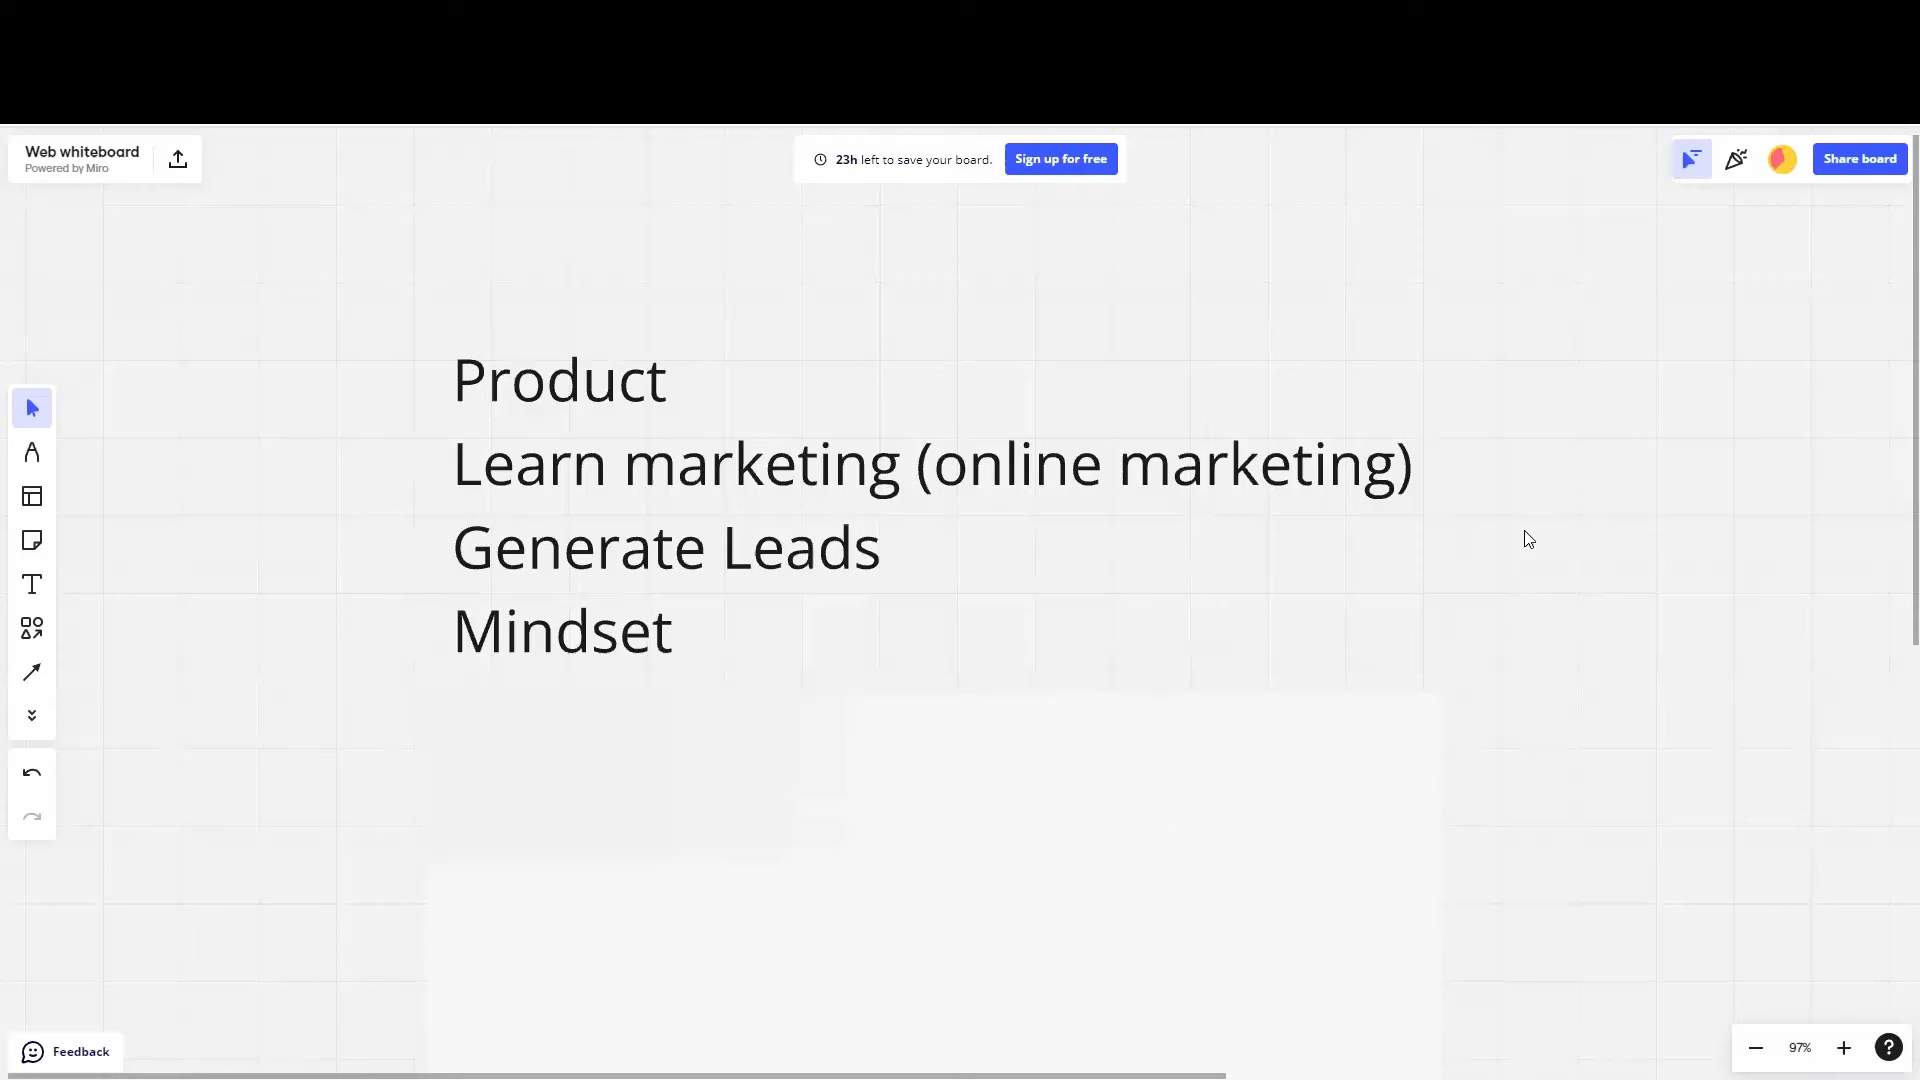 Web whiteboard
Powered by Miro
23h left to save your board.
Sign up for free
Share board
Product
Learn marketing (online marketing)
Generate Leads
Mindset
Feedback
97%